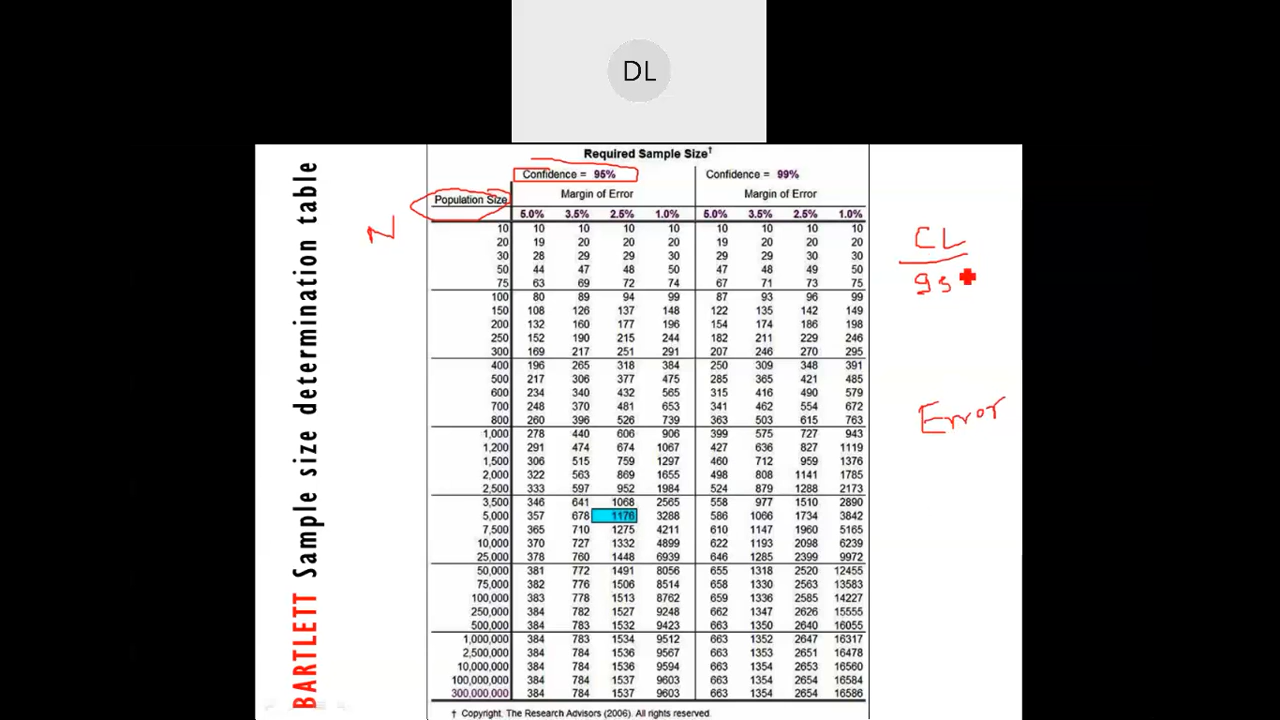 DL
BARTLETT Sample size determination table
Required Sample Size†
Confidence = 95% Confidence = 99%
Population Size Margin of Error Margin of Error
5.0% 3.5% 2.5% 1.0% 5.0% 3.5% 2.5% 1.0%
10 10 10 10 10 10 10 10 10
20 19 20 20 20 19 20 20 20
30 28 29 29 30 29 29 30 30
50 44 47 48 50 47 48 49 50
75 63 69 72 74 67 71 73 75
100 80 89 94 99 87 93 96 99
150 108 126 137 148 122 135 142 149
200 132 160 177 196 154 174 186 198
250 152 190 215 244 182 211 229 246
300 169 217 251 291 207 246 270 295
400 196 265 318 384 250 309 348 391
500 217 306 377 475 285 365 421 485
600 234 340 432 565 315 416 490 579
700 248 370 481 653 341 462 554 672
800 260 396 526 739 363 503 615 763
1,000 278 440 606 906 399 575 727 943
1,200 291 474 674 1067 427 636 827 1119
1,500 306 515 759 1297 460 712 959 1376
2,000 322 563 869 1655 498 808 1141 1785
2,500 333 597 952 1984 524 879 1288 2173
3,500 346 641 1068 2565 558 977 1510 2890
5,000 357 678 1176 3288 586 1066 1734 3842
7,500 365 710 1275 4211 610 1147 1960 5165
10,000 370 727 1332 4899 622 1193 2098 6239
25,000 378 760 1448 6939 646 1285 2399 9972
50,000 381 772 1491 8056 655 1318 2520 12455
75,000 382 776 1506 8514 658 1330 2563 13583
100,000 383 778 1513 8762 659 1336 2585 14227
250,000 384 782 1527 9248 662 1347 2626 15555
500,000 384 783 1532 9423 663 1350 2640 16055
1,000,000 384 783 1534 9512 663 1352 2647 16317
2,500,000 384 784 1536 9567 663 1353 2651 16478
10,000,000 384 784 1536 9594 663 1354 2653 16560
100,000,000 384 784 1537 9603 663 1354 2654 16584
300,000,000 384 784 1537 9603 663 1354 2654 16586
† Copyright, The Research Advisors (2006). All rights reserved.
N
CL
95
Error